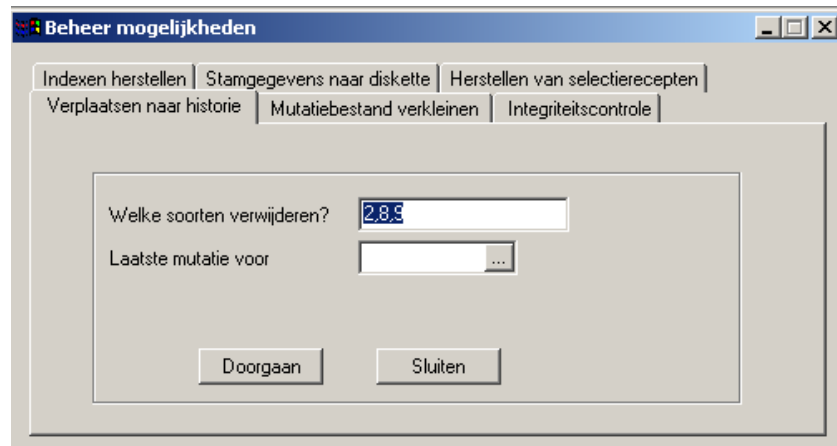 Beheer mogelijkheden
Indexen herstellen Stamgegevens naar diskette Herstellen van selectierecepten
Verplaatsen naar historie Mutatiebestand verkleinen Integriteitscontrole
Welke soorten verwijderen? 2,8,9
Laatste mutatie voor ...
Doorgaan Sluiten